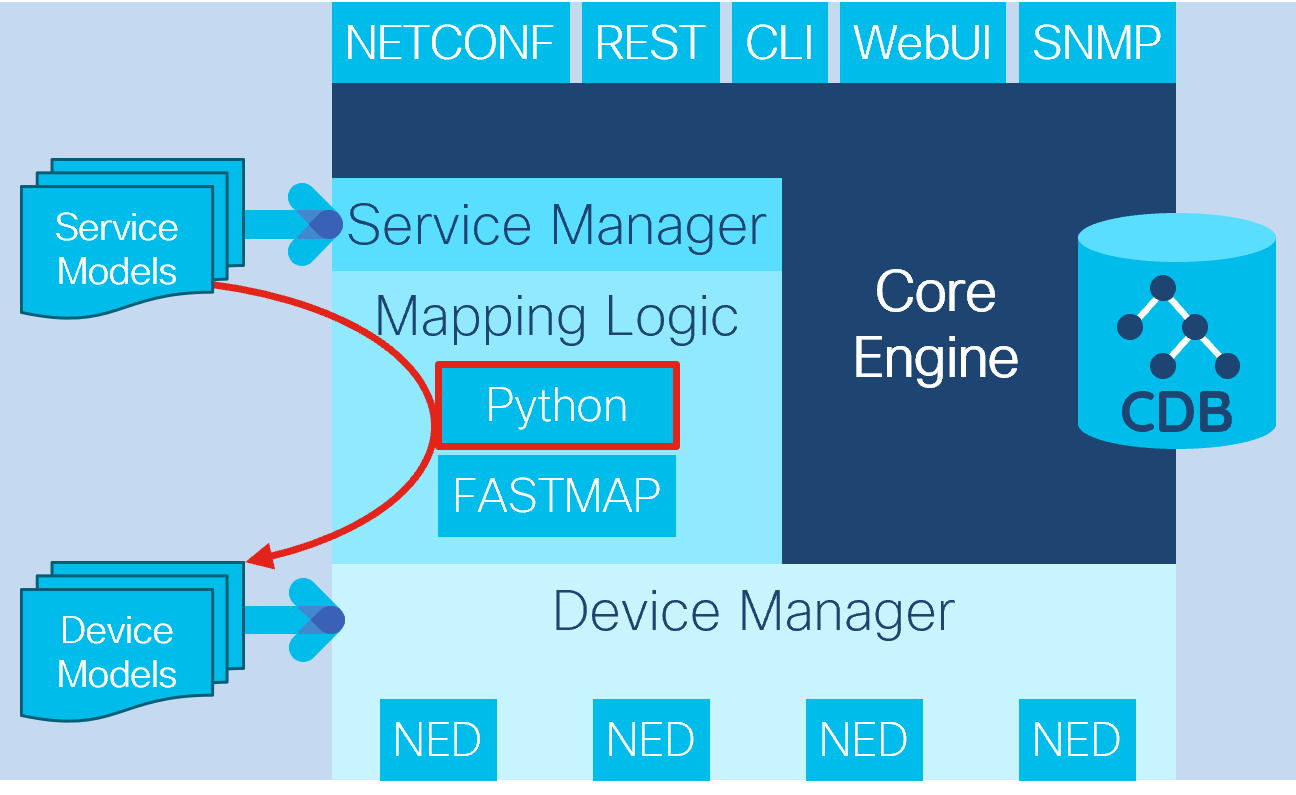 NETCONF REST CLI WebUI SNMP
Service Manager
Service
Models
Mapping Logic
Python
FASTMAP
Core
Engine
CDB
Device Manager
Device
Models
NED NED NED NED